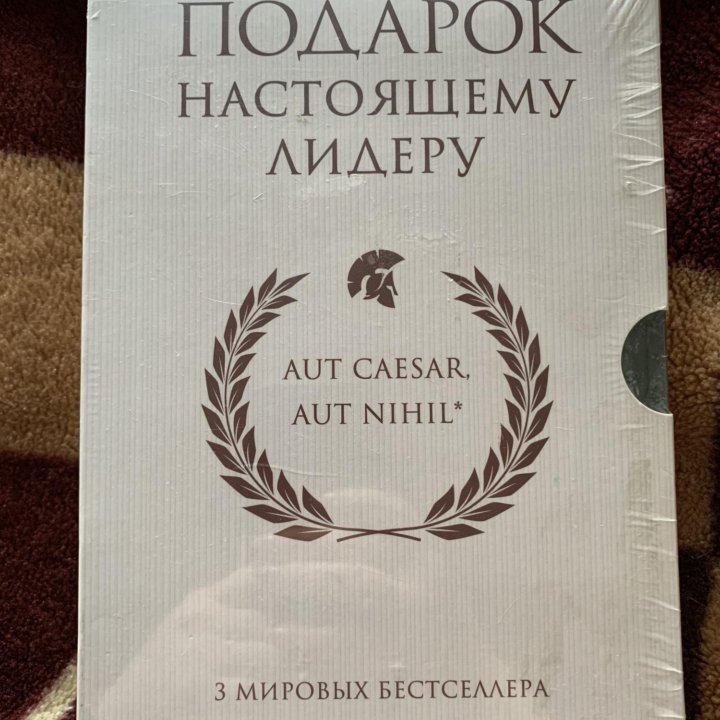 ПОДАРОК
НАСТОЯЩЕМУ
ЛИДЕРУ
AUT CAESAR,
AUT NIHIL*
3 МИРОВЫХ БЕСТСЕЛЛЕРА